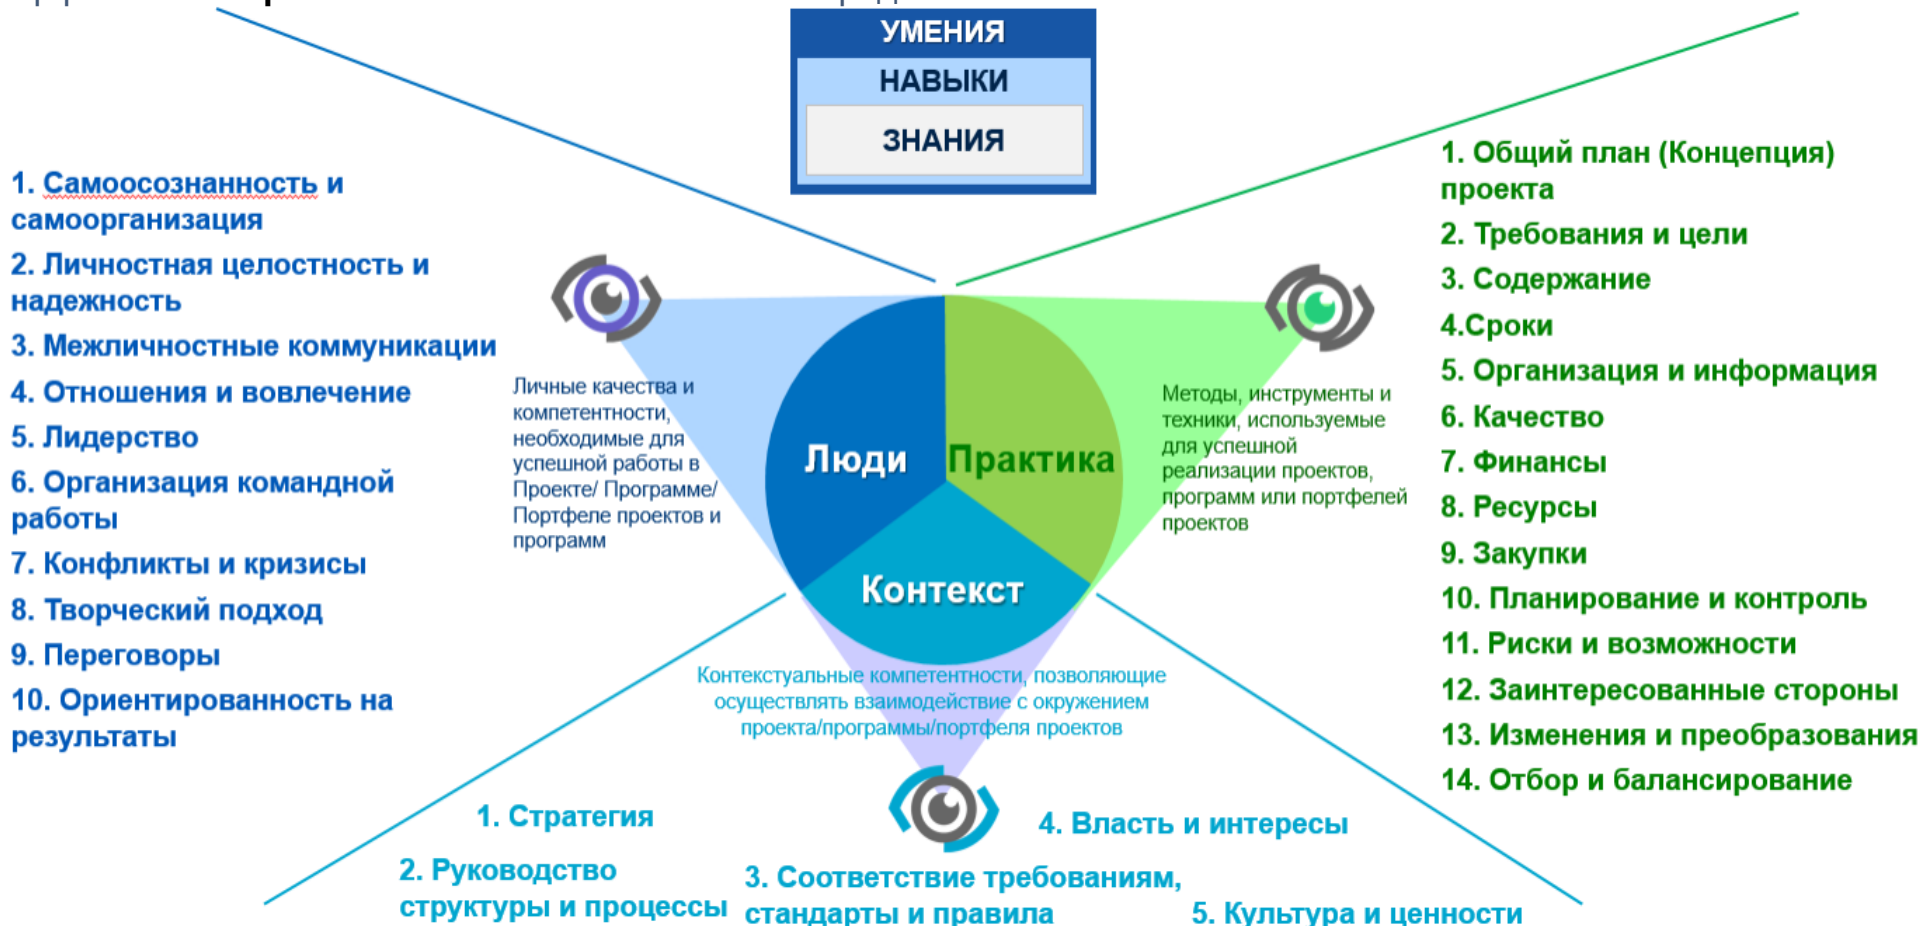 УМЕНИЯ
НАВЫКИ
ЗНАНИЯ
1. Самоосознанность и
самоорганизация
2. Личностная целостность и
надежность
3. Межличностные коммуникации
4. Отношения и вовлечение
5. Лидерство
6. Организация командной
работы
7. Конфликты и кризисы
8. Творческий подход
9. Переговоры
10. Ориентированность на
результаты
Личные качества и
компетентности,
необходимые для
успешной работы в
Проекте/ Программе/
Портфеле проектов и
программ
Люди
Практика
Контекст
Методы, инструменты и
техники, используемые
для успешной
реализации проектов,
программ или портфелей
проектов
1. Общий план (Концепция)
проекта
2. Требования и цели
3. Содержание
4.Сроки
5. Организация и информация
6. Качество
7. Финансы
8. Ресурсы
9. Закупки
10. Планирование и контроль
11. Риски и возможности
12. Заинтересованные стороны
13. Изменения и преобразования
14. Отбор и балансирование
Контекстуальные компетентности, позволяющие
осуществлять взаимодействие с окружением
проекта/программы/портфеля проектов
1. Стратегия
2. Руководство
структуры и процессы
3. Соответствие требованиям,
стандарты и правила
4. Власть и интересы
5. Культура и ценности